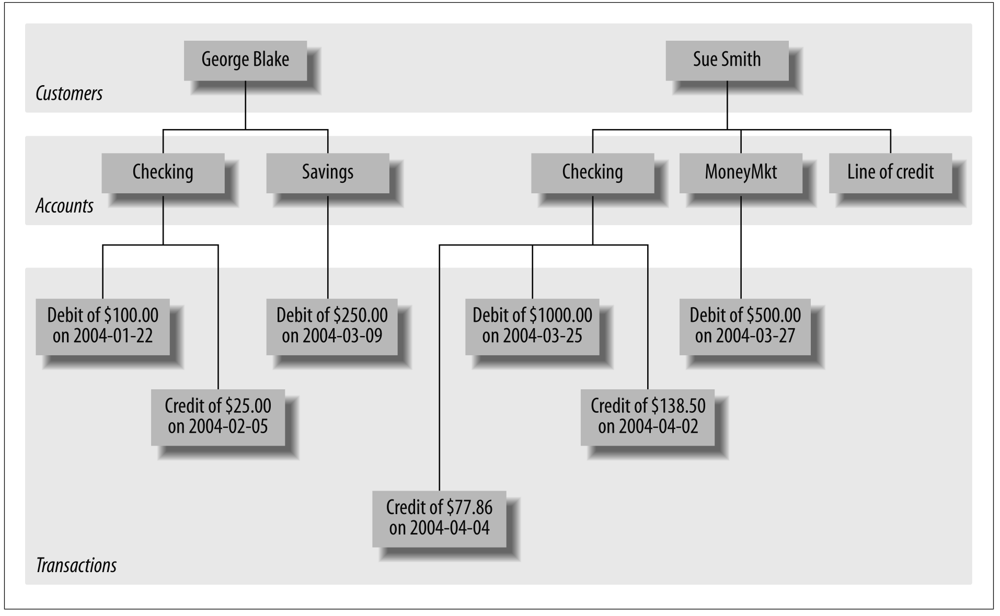 George Blake
Sue Smith
Customers
Checking
Savings
Checking
MoneyMkt
Line of credit
Accounts
Debit of $100.00
on 2004-01-22
Debit of $250.00
on 2004-03-09
Debit of $1000.00
on 2004-03-25
Debit of $500.00
on 2004-03-27
Credit of $25.00
on 2004-02-05
Credit of $138.50
on 2004-04-02
Credit of $77.86
on 2004-04-04
Transactions